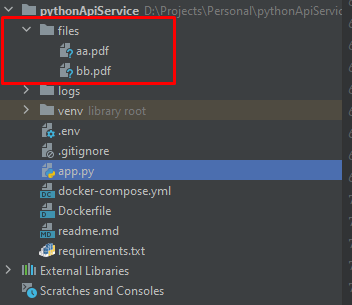 pythonApiService D:\Projects\Personal\pythonApiServic
files
aa.pdf
bb.pdf
logs
venv library root
.env
.gitignore
app.py
docker-compose.yml
Dockerfile
readme.md
requirements.txt
External Libraries
Scratches and Consoles